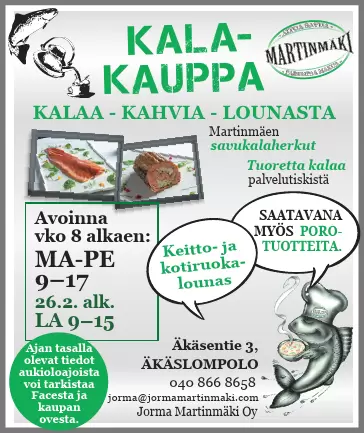 KALA-
KAUPPA
MARTINMÄKI
KALAA - KAHVIA - LOUNASTA
Martinmäen
savukalaherkut
Tuoretta kalaa
palvelutiskistä
Avoinna
vko 8 alkaen:
MA-PE
9–17
26.2. alk.
LA 9–15
Keitto- ja
kotiruoka-
lounas
SAATAVANA
MYÖS PORO-
TUOTTEITA.
Ajan tasalla
olevat tiedot
aukioloajoista
voi tarkistaa
Facesta ja
kaupan
ovesta.
Äkäsentie 3,
ÄKÄSLOMPOLO
040 866 8658
jorma@jormamartinmaki.com
Jorma Martinmäki Oy